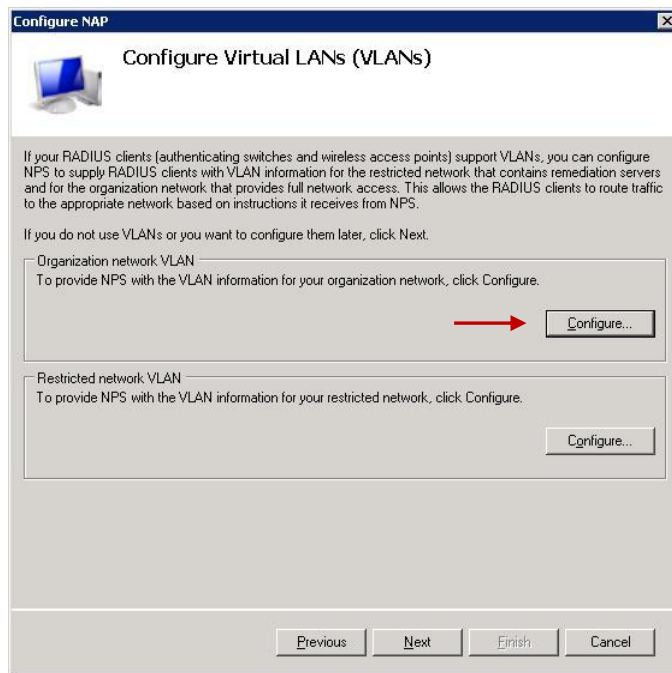 Configure NAP
Configure Virtual LANs (VLANs)
If your RADIUS clients (authenticating switches and wireless access points) support VLANs, you can configure
NPS to supply RADIUS clients with VLAN information for the restricted network that contains remediation servers
and for the organization network that provides full network access. This allows the RADIUS clients to route traffic
to the appropriate network based on instructions it receives from NPS.
If you do not use VLANs or you want to configure them later, click Next.
Organization network VLAN
To provide NPS with the VLAN information for your organization network, click Configure.
Configure...
Restricted network VLAN
To provide NPS with the VLAN information for your restricted network, click Configure.
Configure...
Previous Next Finish Cancel